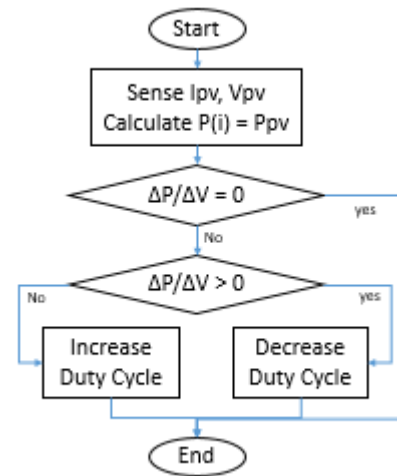 Start
Sense Ipv, Vpv
Calculate P(i) = Ppv
ΔP/ΔV = 0
yes
No
ΔP/ΔV > 0
No
yes
Increase
Duty Cycle
Decrease
Duty Cycle
End